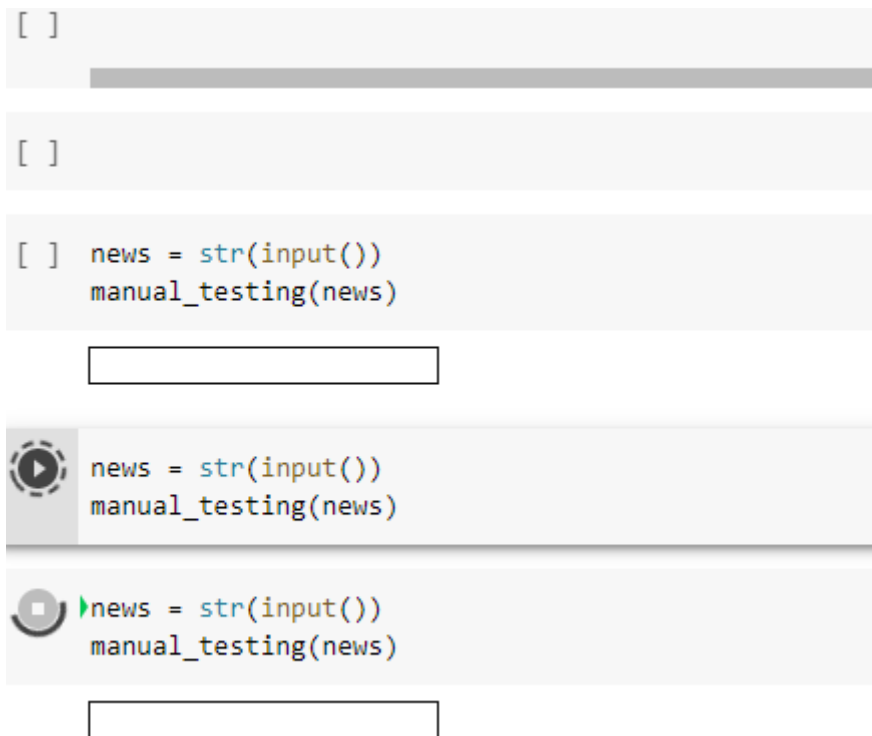 [ ]
[ ]
[ ] news = str(input())
manual_testing(news)
news = str(input())
manual_testing(news)
news = str(input())
manual_testing(news)